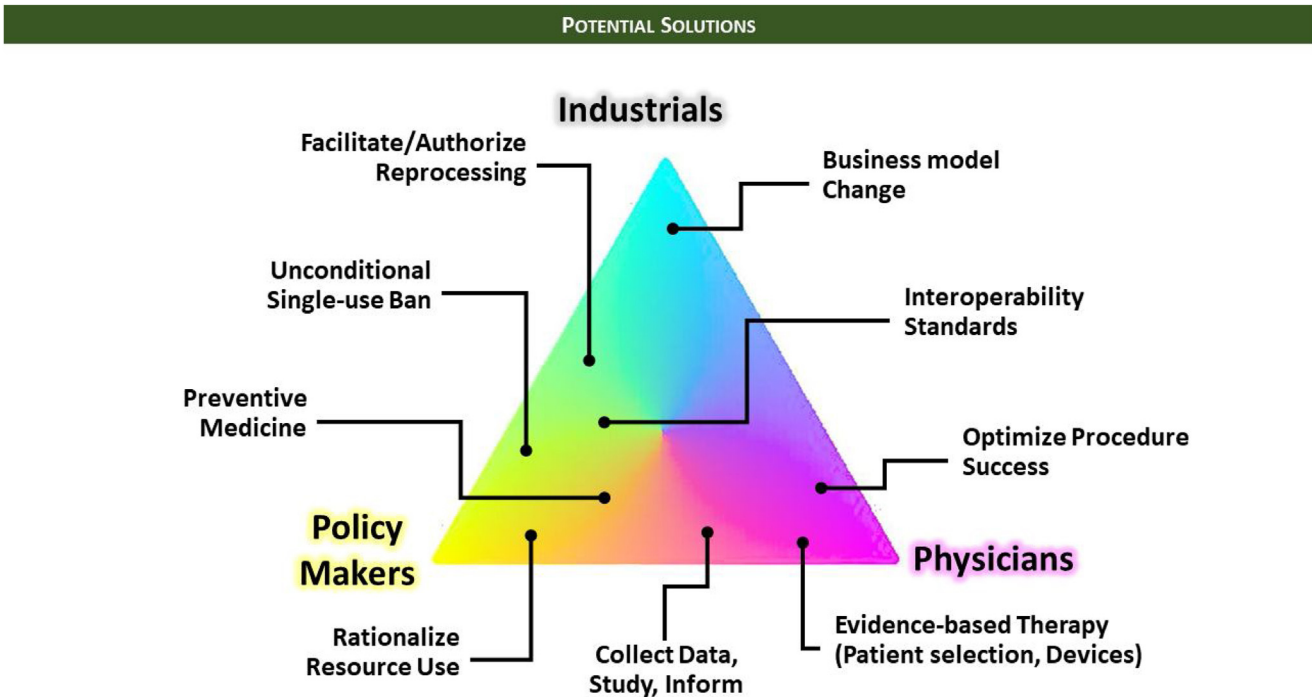 POTENTIAL SOLUTIONS
Industrials
Facilitate/Authorize
Reprocessing
Business model
Change
Unconditional
Single-use Ban
Interoperability
Standards
Preventive
Medicine
Optimize Procedure
Success
Policy
Makers
Physicians
Rationalize
Resource Use
Collect Data,
Study, Inform
Evidence-based Therapy
(Patient selection, Devices)